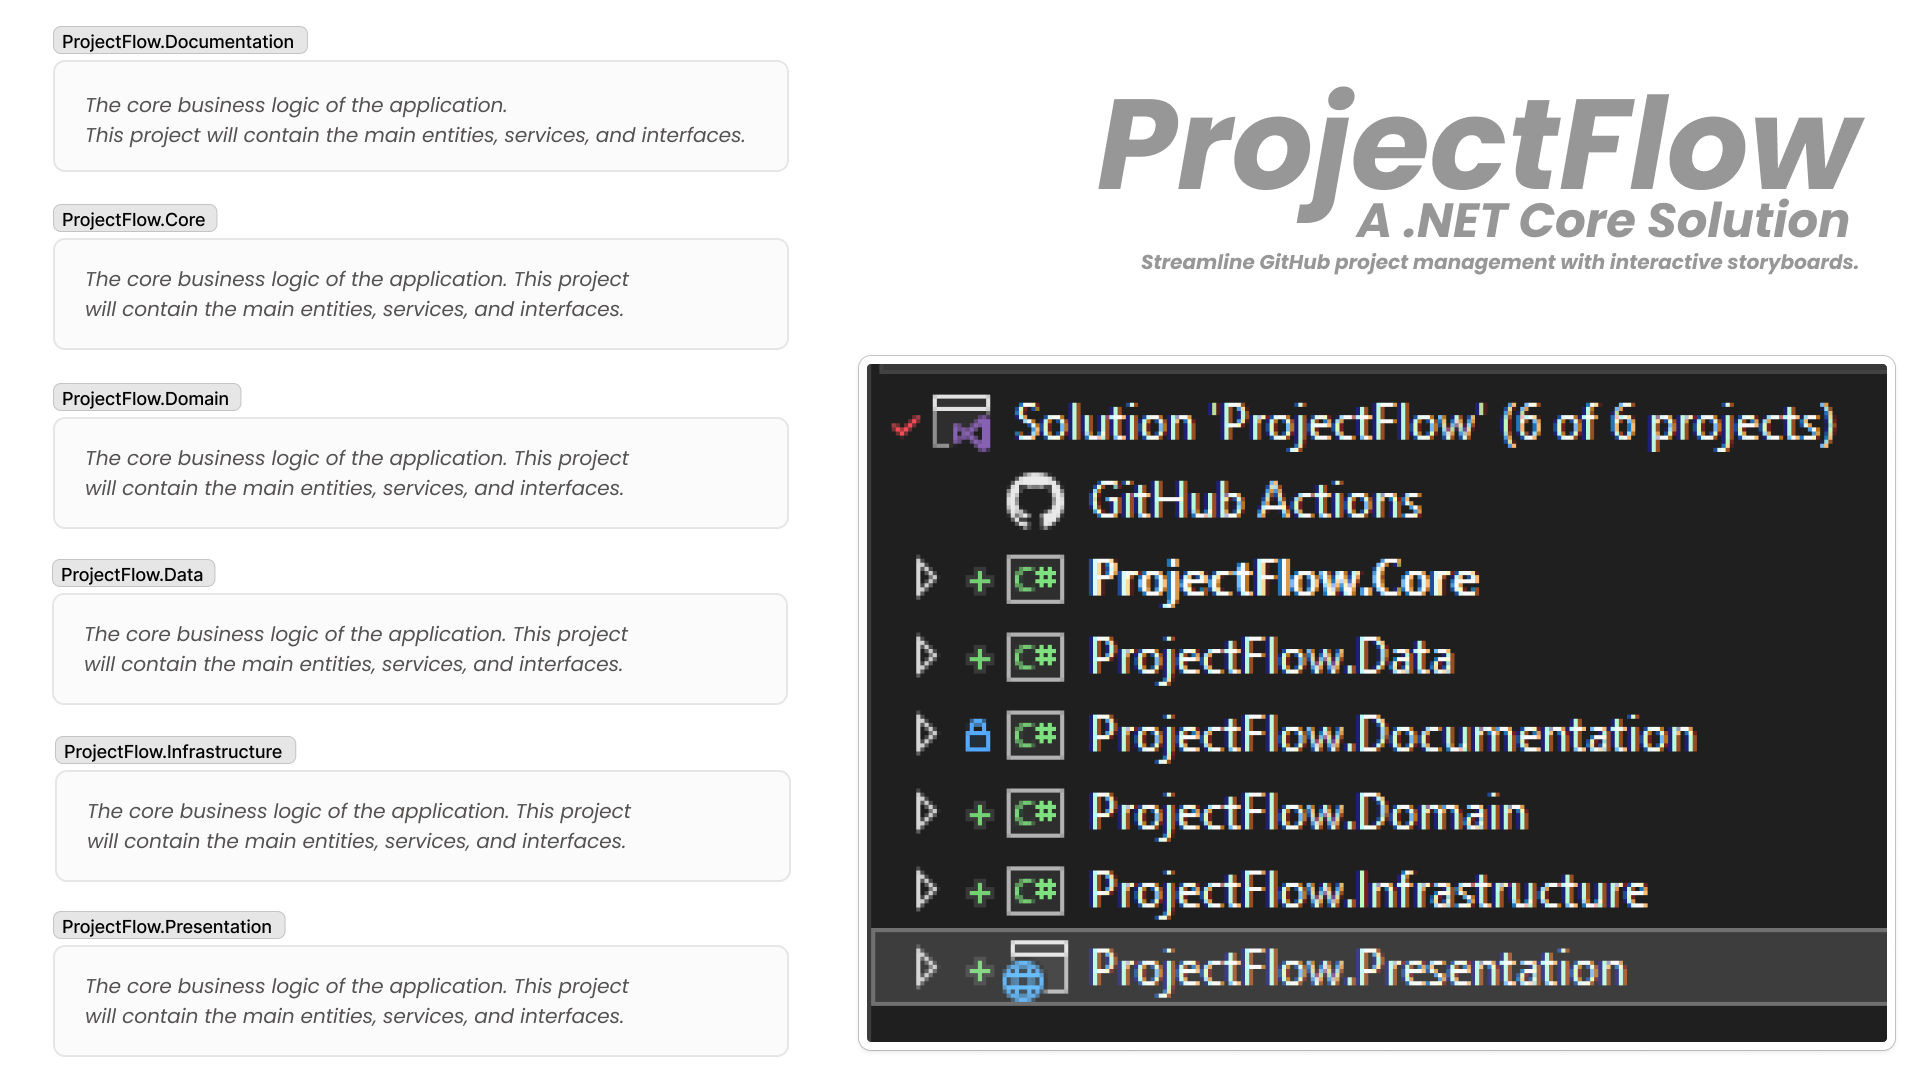 ProjectFlow.Documentation
The core business logic of the application.
This project will contain the main entities, services, and interfaces.
ProjectFlow.Core
The core business logic of the application. This project
will contain the main entities, services, and interfaces.
ProjectFlow.Domain
The core business logic of the application. This project
will contain the main entities, services, and interfaces.
ProjectFlow.Data
The core business logic of the application. This project
will contain the main entities, services, and interfaces.
ProjectFlow.Infrastructure
The core business logic of the application. This project
will contain the main entities, services, and interfaces.
ProjectFlow.Presentation
The core business logic of the application. This project
will contain the main entities, services, and interfaces.
ProjectFlow
A .NET Core Solution
Streamline GitHub project management with interactive storyboards.
Solution 'ProjectFlow' (6 of 6 projects)
GitHub Actions
C# ProjectFlow.Core
C# ProjectFlow.Data
C# ProjectFlow.Documentation
C# ProjectFlow.Domain
C# ProjectFlow.Infrastructure
ProjectFlow.Presentation